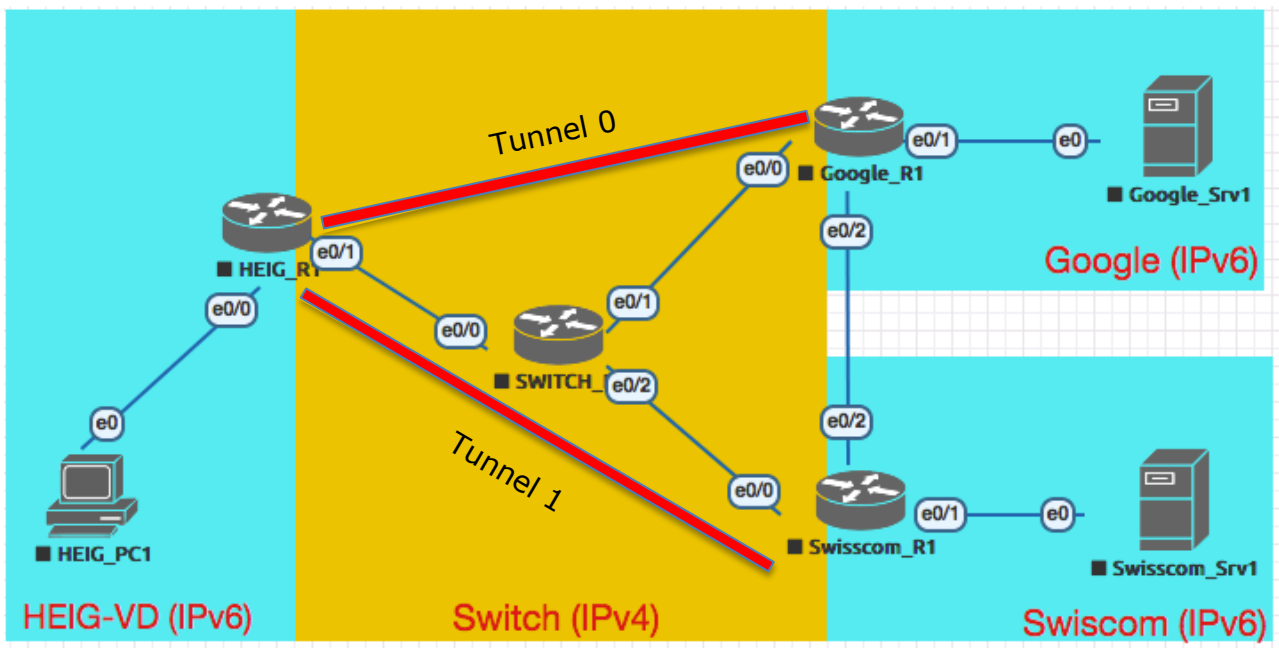 Tunnel 0
e0/0
e0/1
e0
■ Google_R1
■ Google_Srv1
e0/2
Google (IPv6)
e0/1
■ HEIG_R1
e0/0
e0/0
e0/1
■ SWITCH_
e0/2
e0
Tunnel 1
e0/2
e0/0
e0/1
e0
■ HEIG_PC1
■ Swisscom_R1
■ Swisscom_Srv1
HEIG-VD (IPv6)
Switch (IPv4)
Swiscom (IPv6)